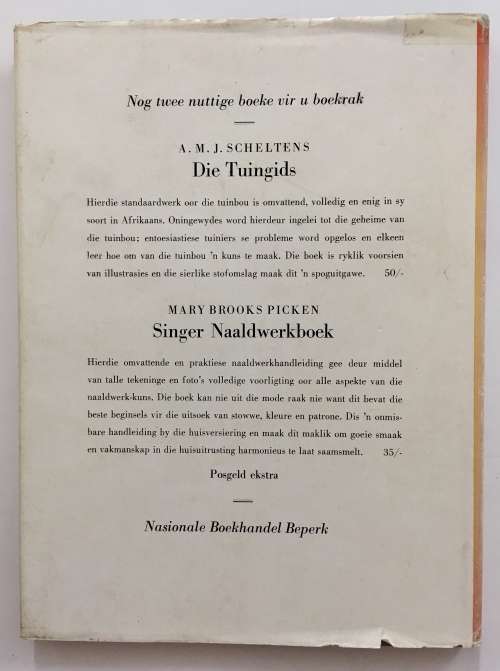 Nog twee nuttige boeke vir u boekrak
A. M. J. SCHELTENS
Die Tuingids
Hierdie standaardwerk oor die tuinbou is omvattend, volledig en enig in sy
soort in Afrikaans. Oningewydes word hierdeur ingelei tot die geheime van
die tuinbou; entoesiastiese tuiniers se probleme word opgelos en elkeen
leer hoe om van die tuinbou 'n kuns te maak. Die boek is ryklik voorsien
van illustrasies en die sierlike stofomslag maak dit 'n spoguitgawe. 50/-
MARY BROOKS PICKEN
Singer Naaldwerkboek
Hierdie omvattende en praktiese naaldwerkhandleiding gee deur middel
van talle tekeninge en foto's volledige voorligting oor alle aspekte van die
naaldwerk-kuns. Die boek kan nie uit die mode raak nie want dit bevat die
beste beginsels vir die uitsoek van stowwe, kleure en patrone. Dis 'n onmis-
bare handleiding by die huisversiering en maak dit maklik om goeie smaak
en vakmanskap in die huisuitrusting harmonieus te laat saamsmelt. 35/-
Posgeld ekstra
Nasionale Boekhandel Beperk